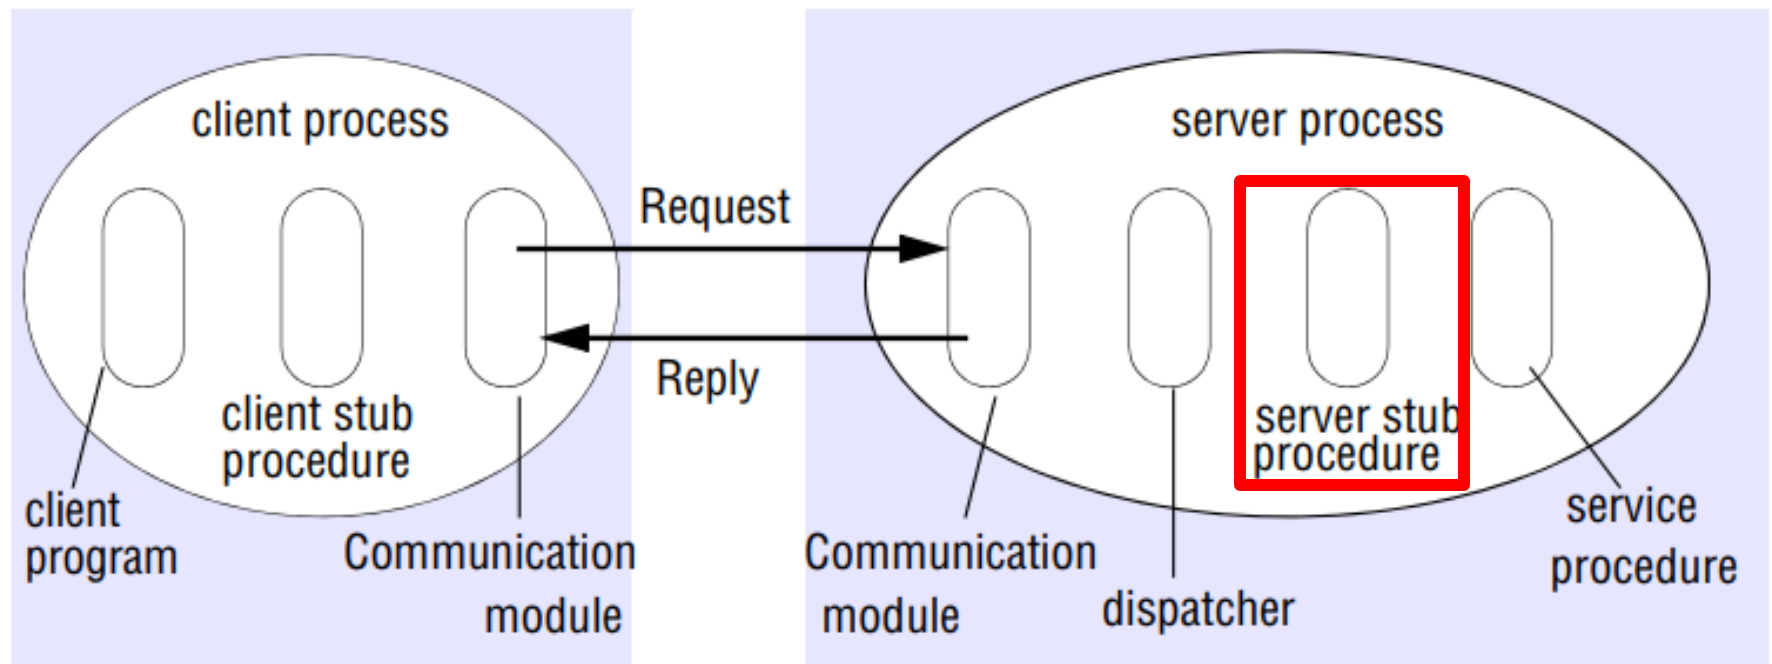 client process
server process
Request
Reply
client stub
procedure
server stub
procedure
client
program
Communication
module
Communication
module
dispatcher
service
procedure